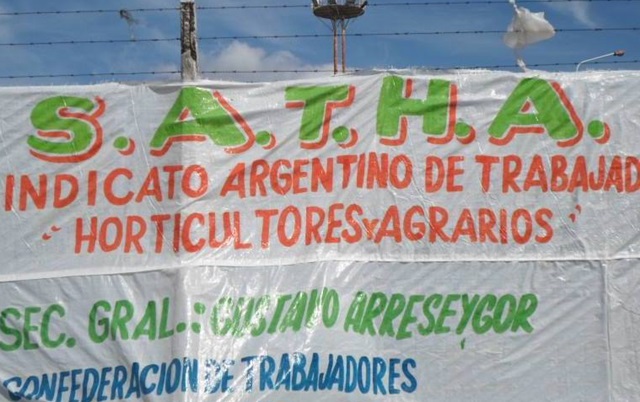 S.A.T.H.A.
INDICATO ARGENTINO DE TRABAJAD
"HORTICULTORES Y AGRARIOS"
SEC. GRAL.: GUSTAVO ARRESEYGOR
CONFEDERACION DE TRABAJADORES